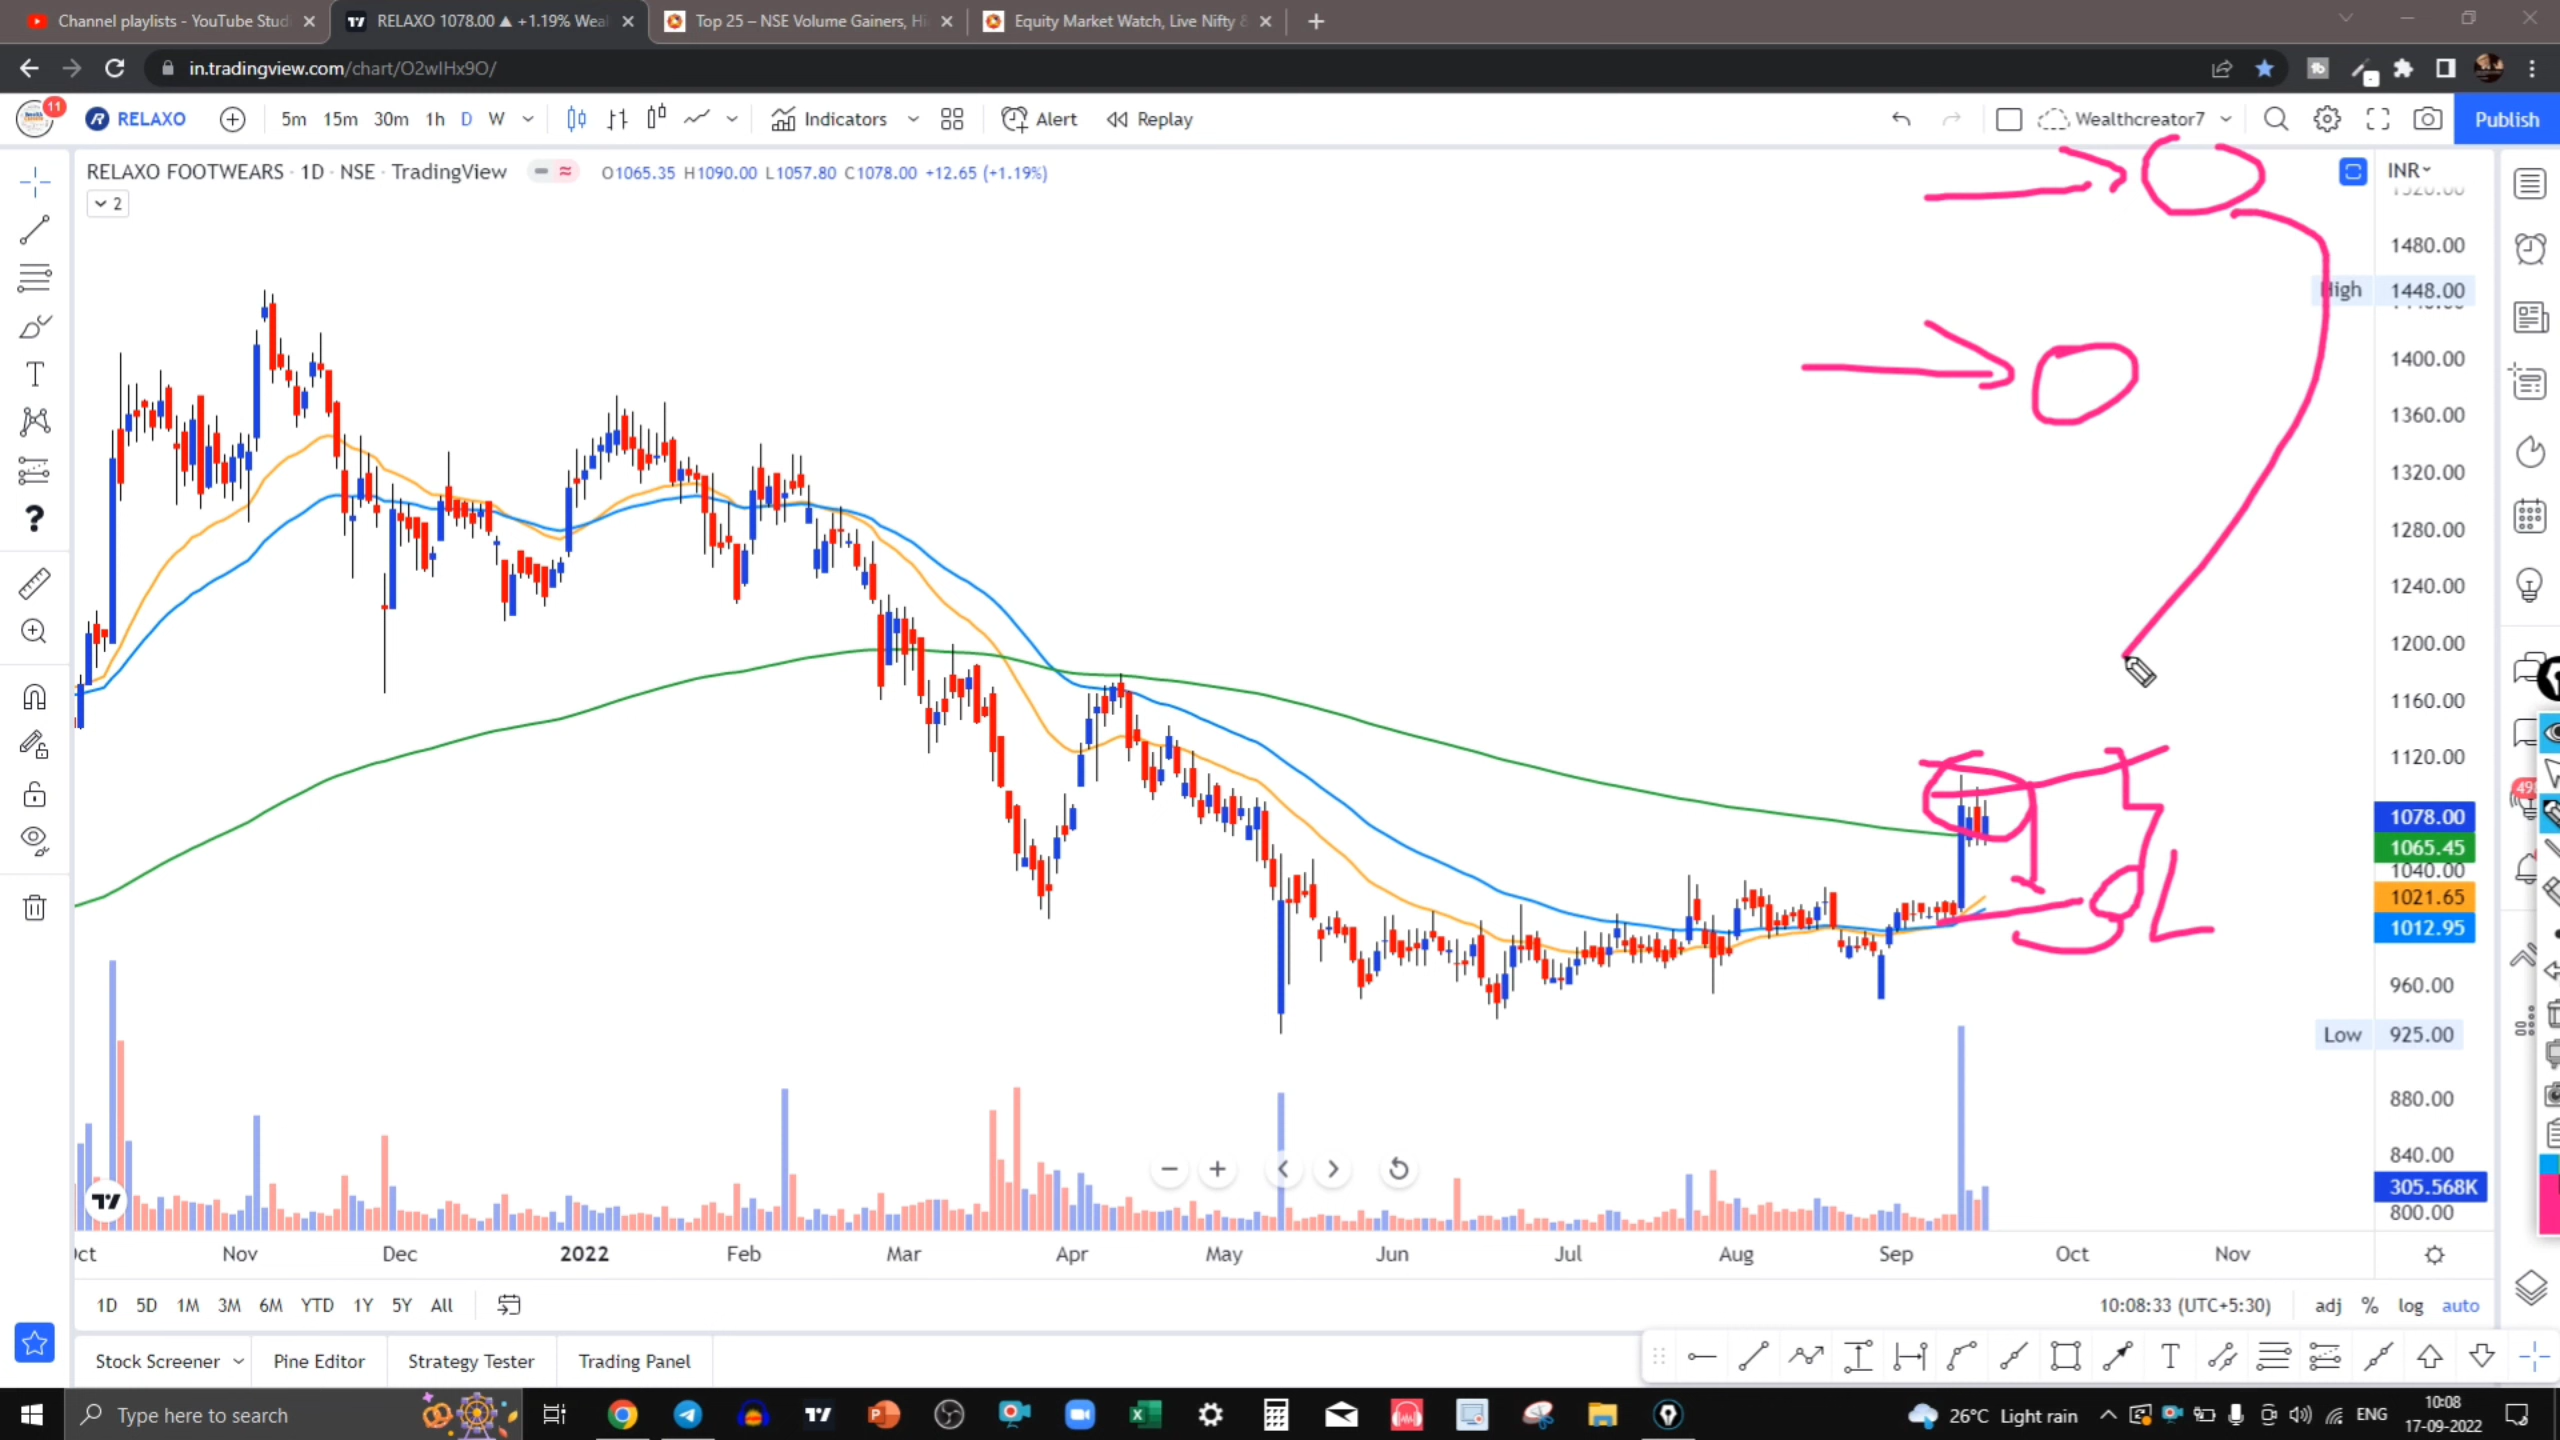 Channel playlists - YouTube Studi
RELAXO 1078.00 ▲ +1.19% Weal
Top 25 – NSE Volume Gainers, Hi
Equity Market Watch, Live Nifty &
in.tradingview.com/chart/O2wIHx9O/
11
RELAXO
5m 15m 30m 1h D W
Indicators
Alert
Replay
Wealthcreator7
Publish
RELAXO FOOTWEARS · 1D · NSE · TradingView
O1065.35 H1090.00 L1057.80 C1078.00 +12.65 (+1.19%)
INR
2
1480.00
High 1448.00
1400.00
1360.00
1320.00
1280.00
1240.00
1200.00
1160.00
1120.00
1078.00
1065.45
1040.00
1021.65
1012.95
960.00
Low 925.00
880.00
840.00
305.568K
800.00
Nov Dec 2022 Feb Mar Apr May Jun Jul Aug Sep Oct Nov
1D 5D 1M 3M 6M YTD 1Y 5Y All
10:08:33 (UTC+5:30) adj % log auto
Stock Screener Pine Editor Strategy Tester Trading Panel
Type here to search
26°C Light rain
ENG
10:08
17-09-2022